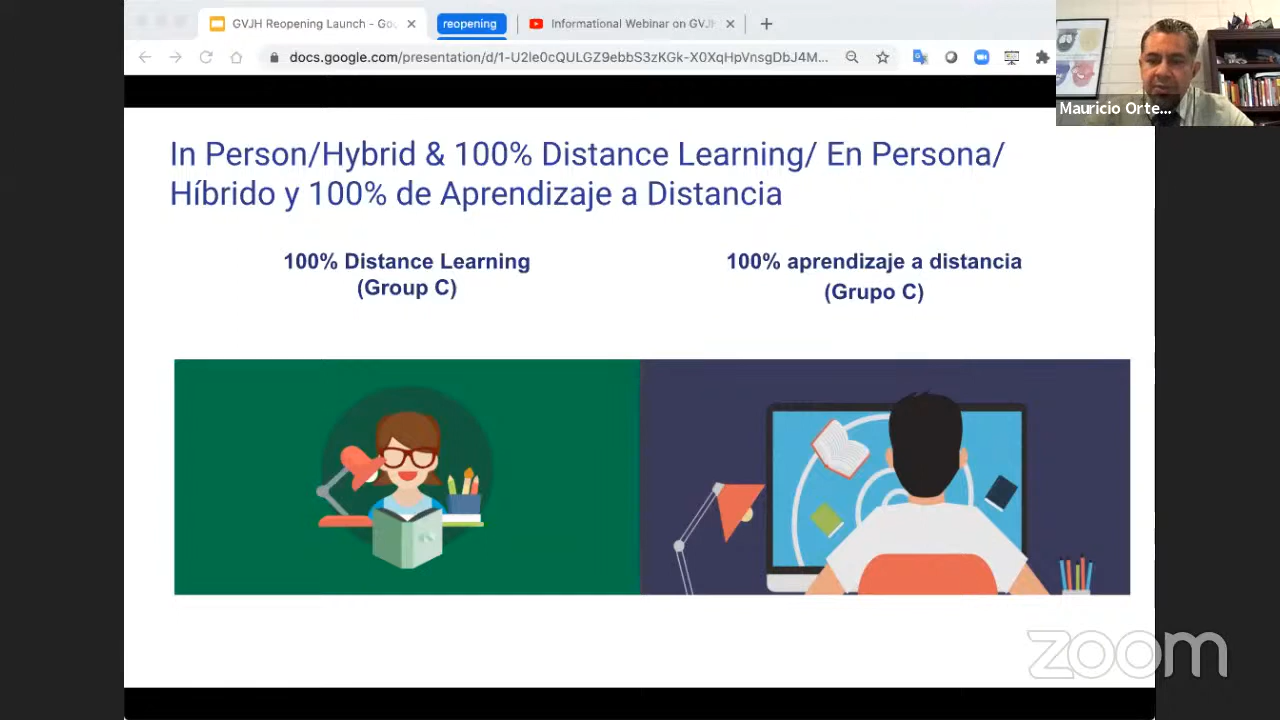 GVJH Reopening Launch - Goo
reopening
Informational Webinar on GVJH
docs.google.com/presentation/d/1-U2le0cQULGZ9ebbS3zKGk-X0XqHpVnsgDbJ4M...
Mauricio Orte...
In Person/Hybrid & 100% Distance Learning/ En Persona/
Híbrido y 100% de Aprendizaje a Distancia
100% Distance Learning
(Group C)
100% aprendizaje a distancia
(Grupo C)
zoom